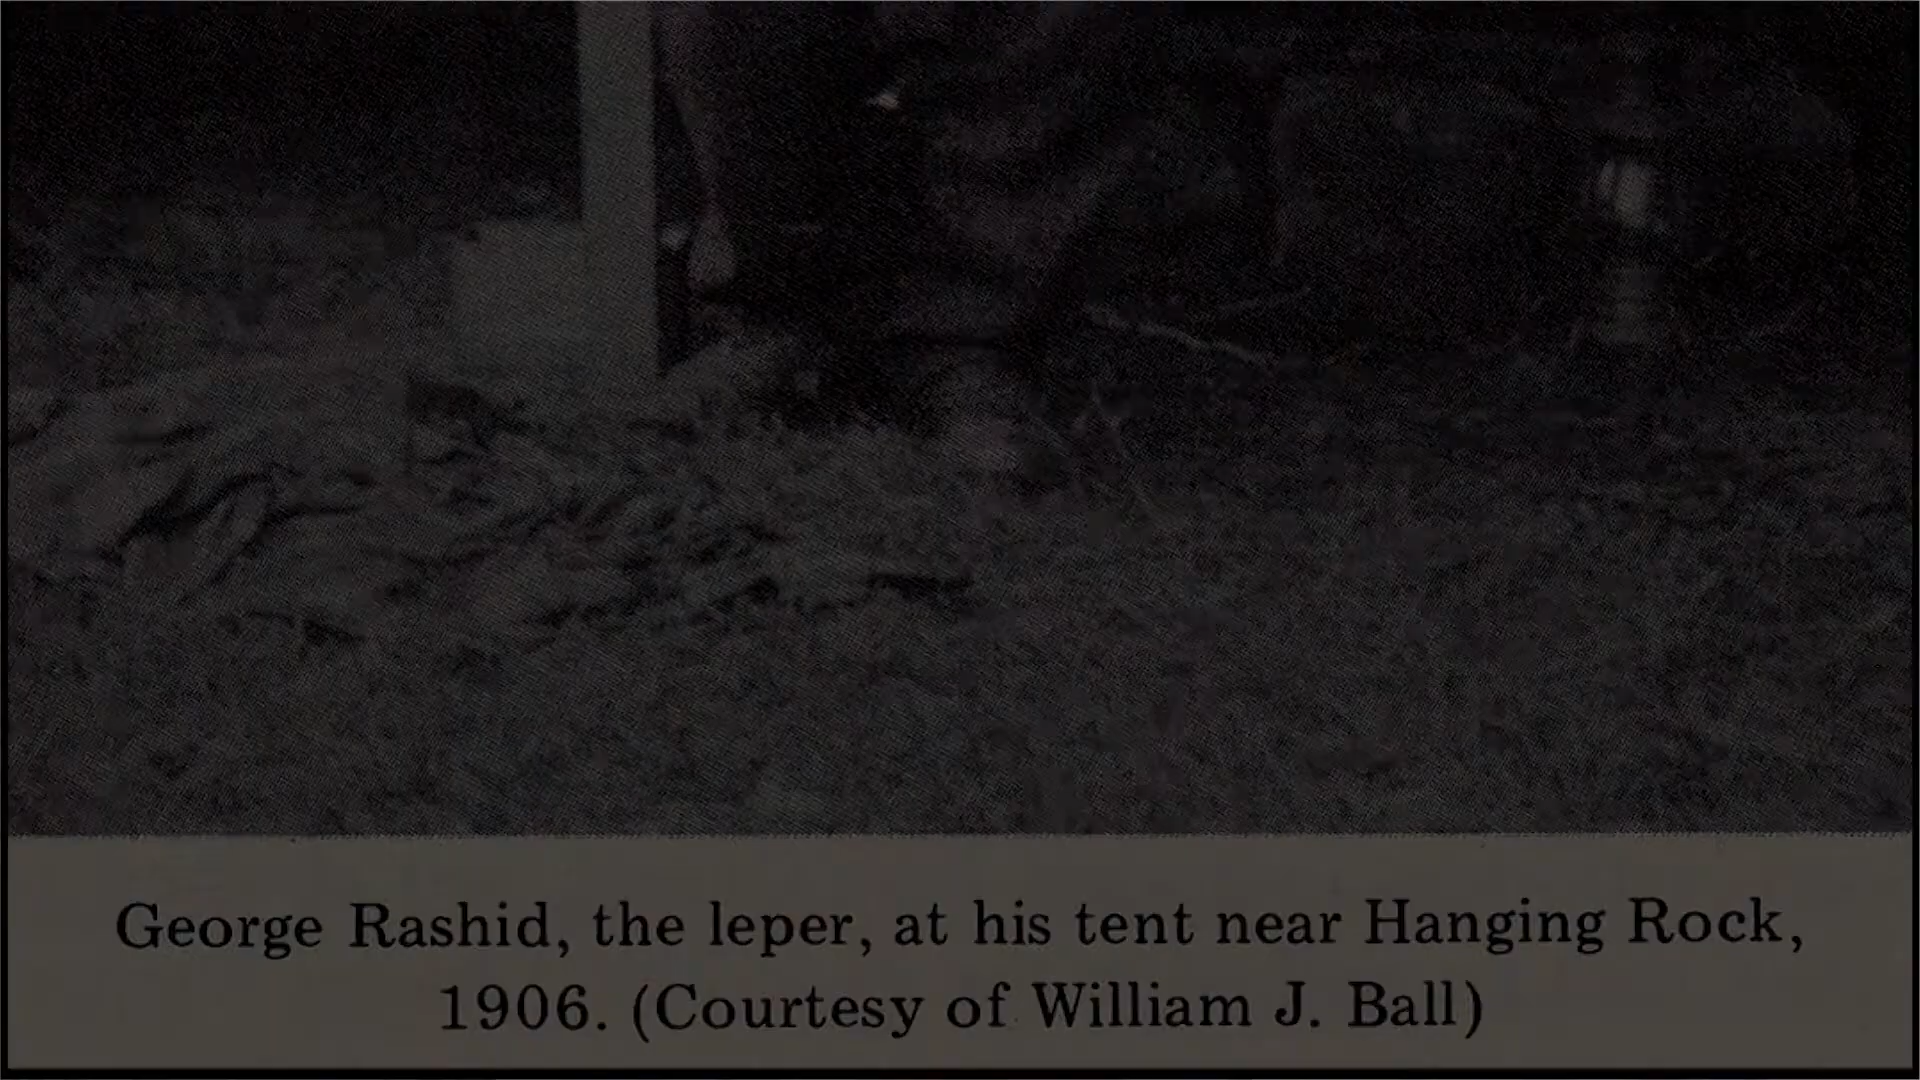 George Rashid, the leper, at his tent near Hanging Rock,
1906. (Courtesy of William J. Ball)